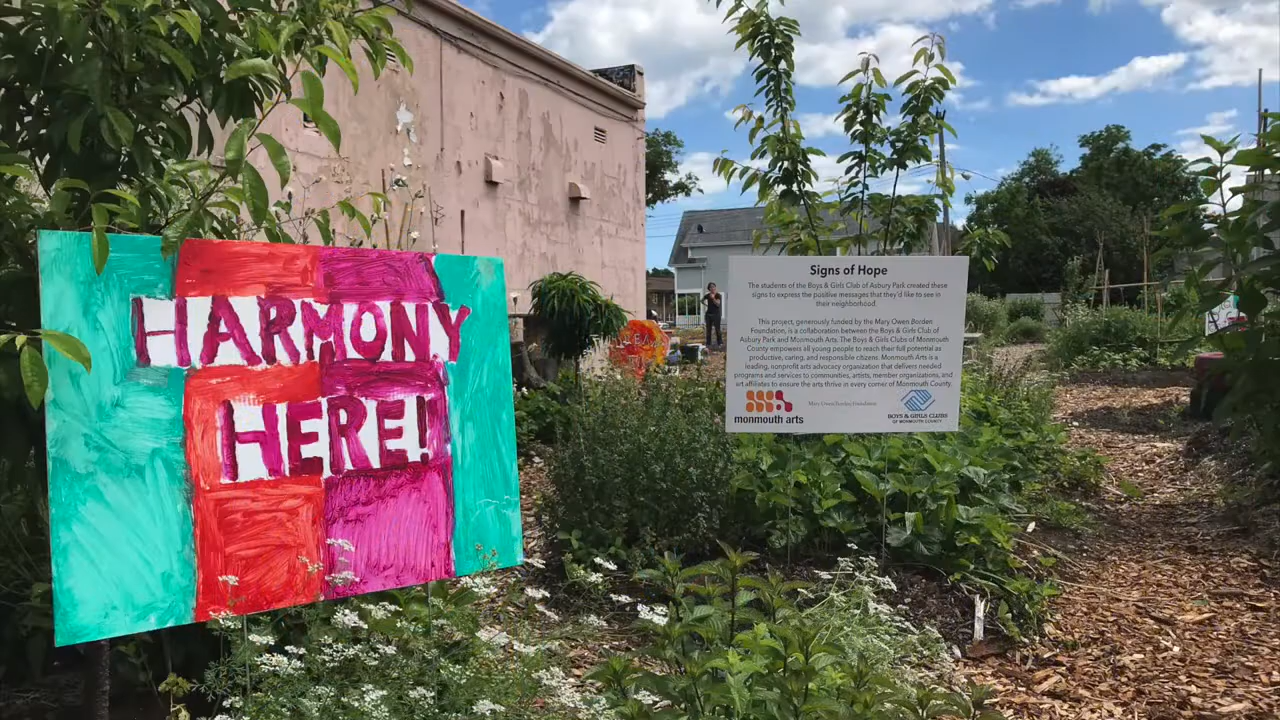 HARMONY
HERE!
Signs of Hope
The students of the Boys & Girls Club of Asbury Park created these
signs to express the positive messages that they'd like to see in
their neighborhood.
This project, generously funded by the Mary Owen Borden
Foundation, is a collaboration between the Boys & Girls Club of
Asbury Park and Monmouth Arts. The Boys & Girls Clubs of Monmouth
County empowers all young people to reach their full potential as
productive, caring, and responsible citizens. Monmouth Arts is a
leading, nonprofit arts advocacy organization that delivers needed
programs and services to communities, artists, member organizations, and
art affiliates to ensure the arts thrive in every corner of Monmouth County.
monmouth arts
Mary Owen Borden Foundation
BOYS & GIRLS CLUBS
OF MONMOUTH COUNTY